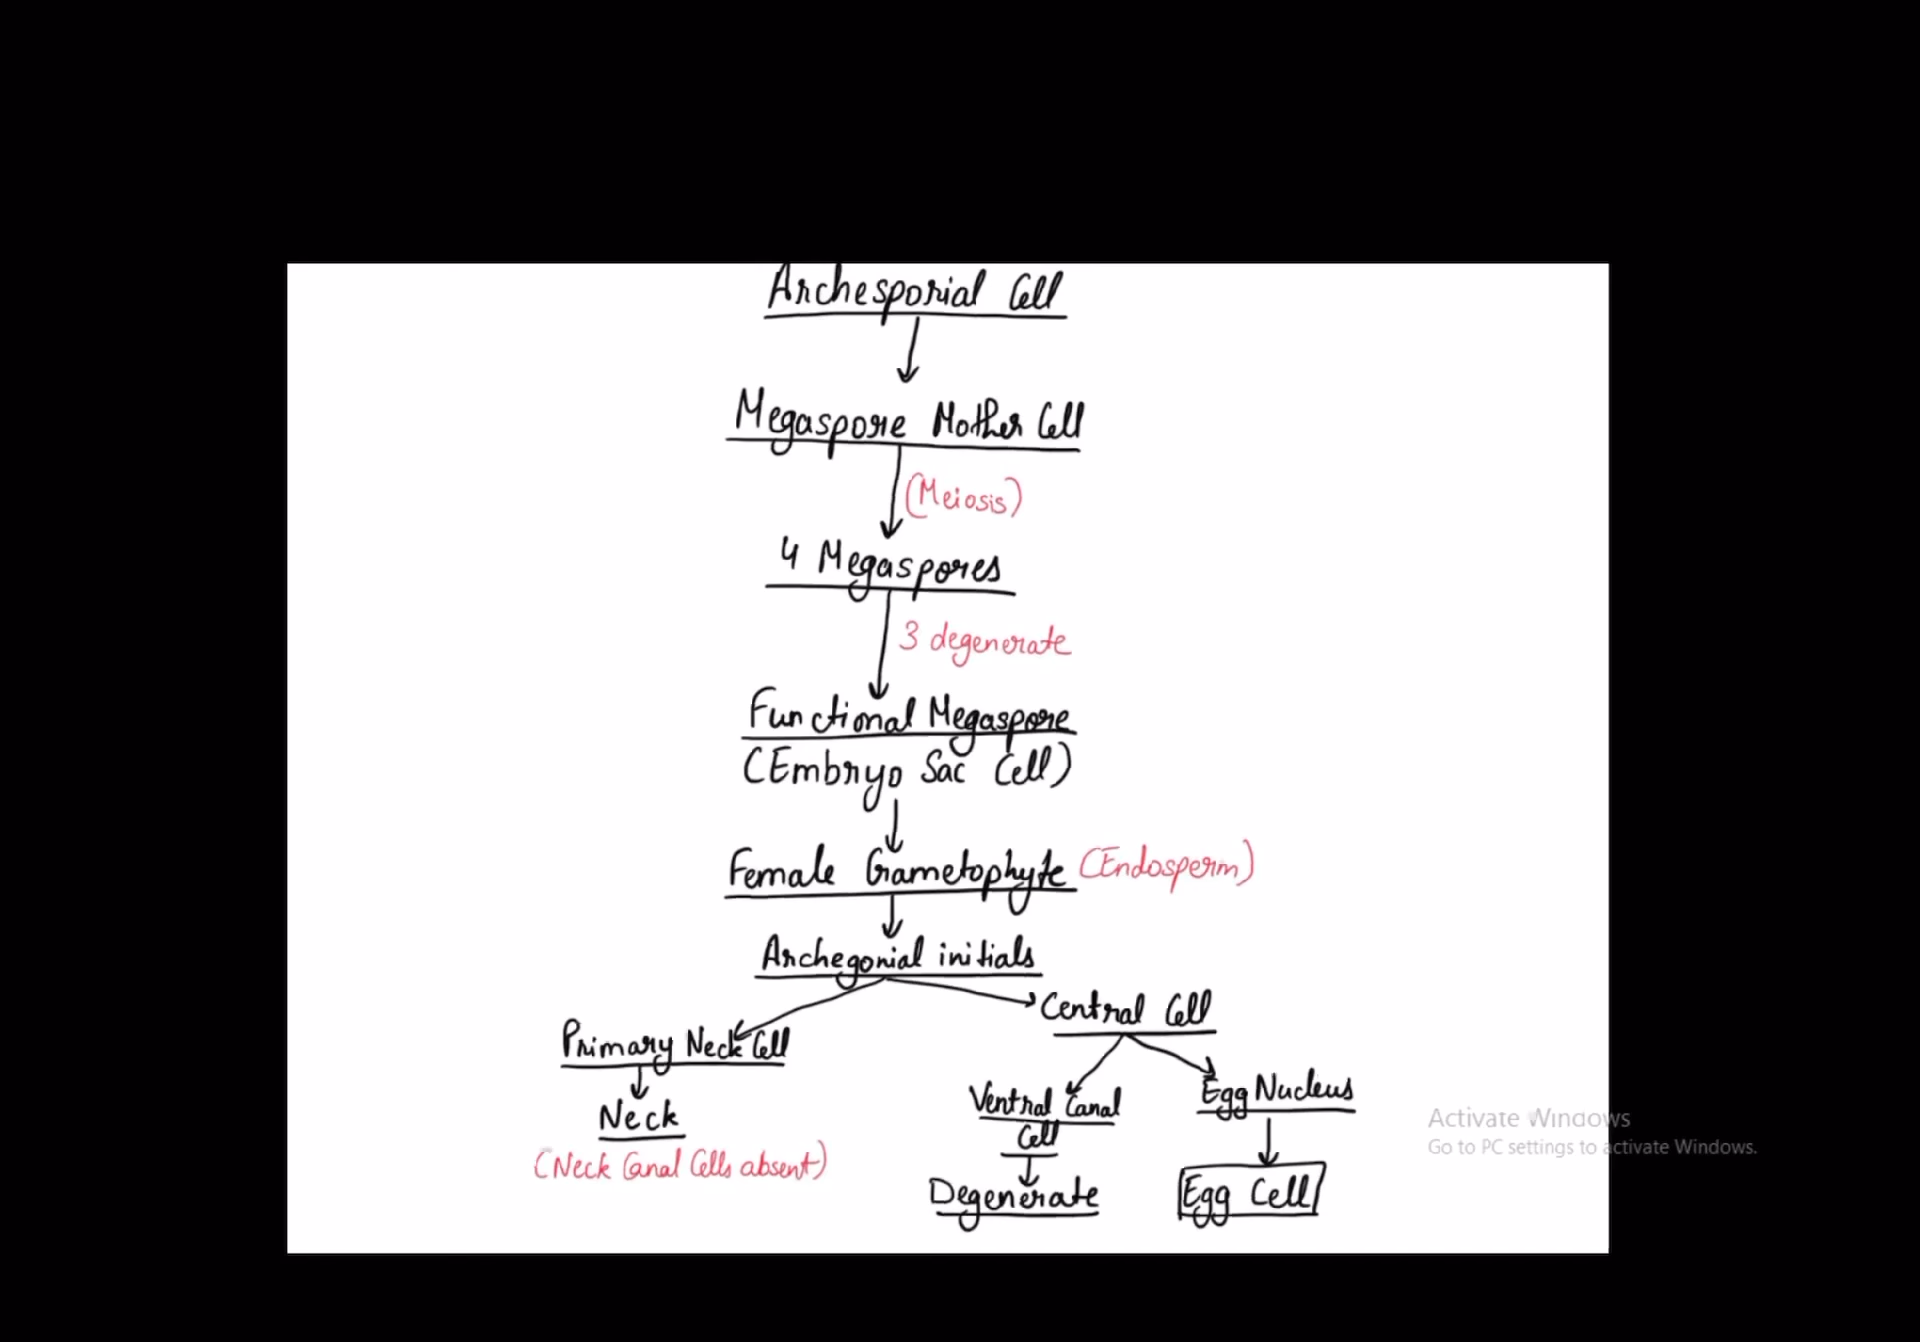 Archesporial Cell
Megaspore Mother Cell
(Meiosis)
4 Megaspores
3 degenerate
Functional Megaspore
(Embryo Sac Cell)
Female Gametophyte (Endosperm)
Archegonial initials
Central Cell
Primary Neck Cell
Ventral Canal
Cell
Egg Nucleus
Neck
(Neck Canal Cells absent)
Degenerate
Egg Cell
Activate Windows
Go to PC settings to activate Windows.